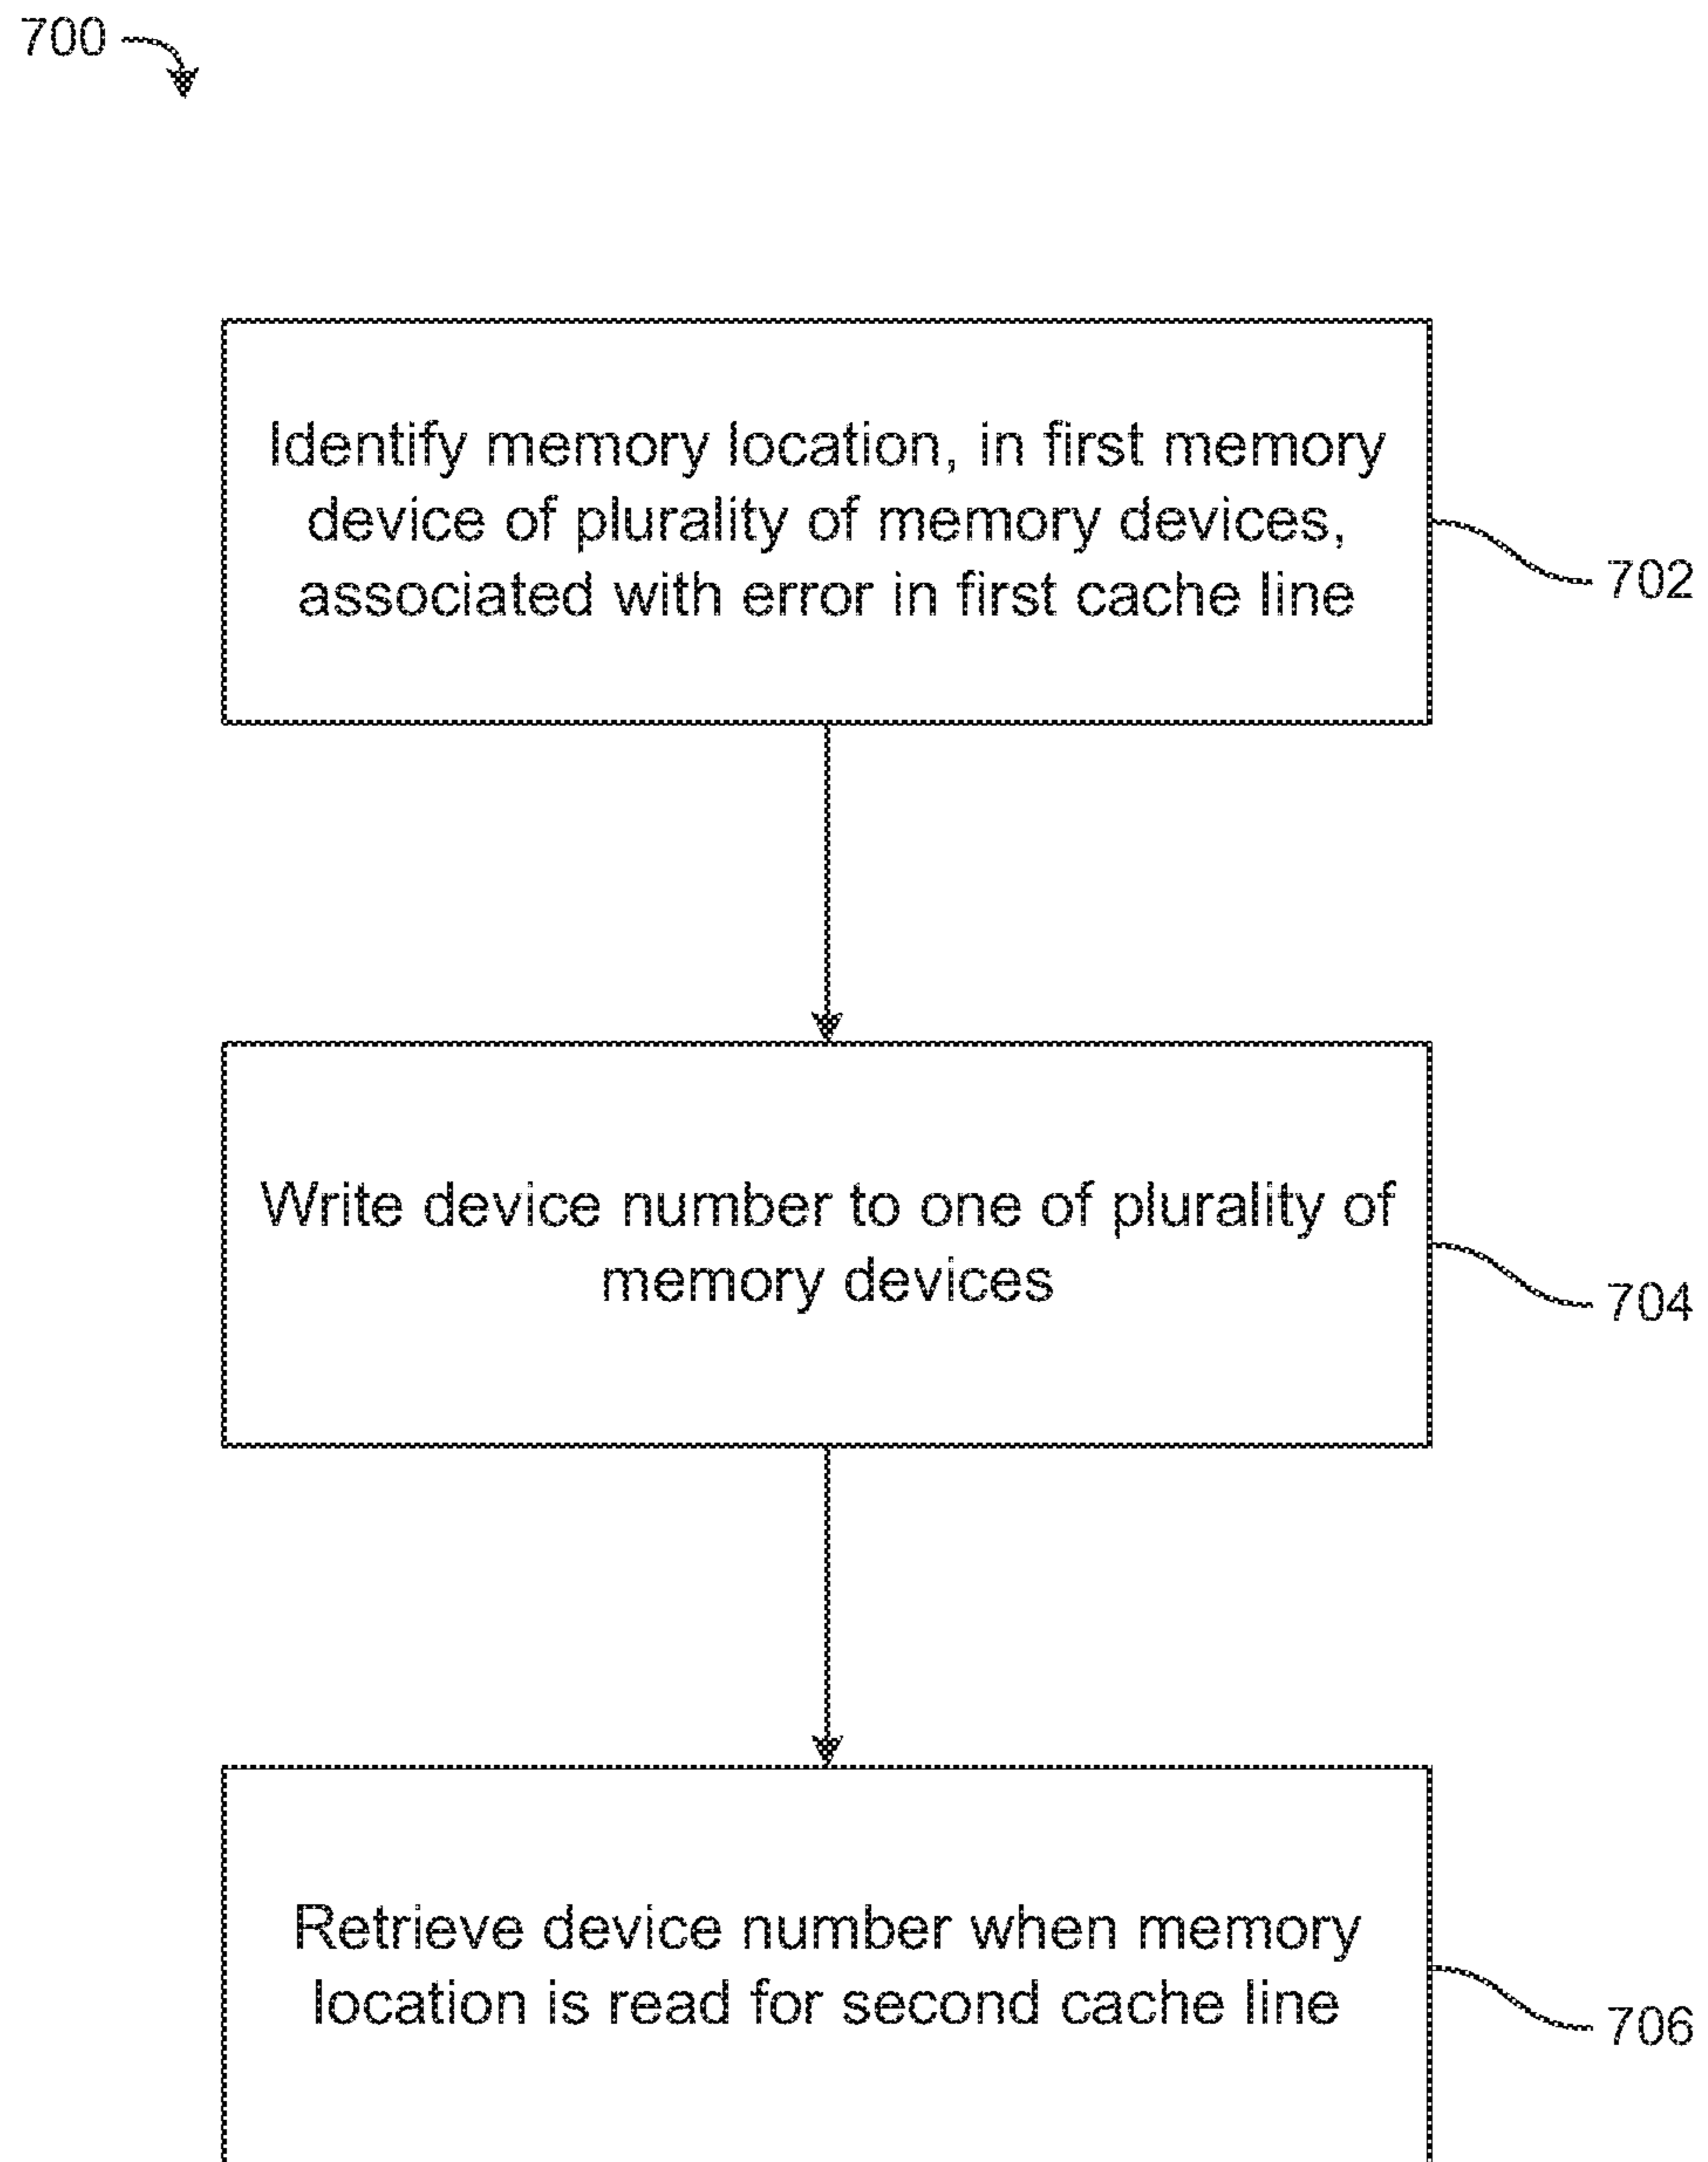 700
Identify memory location, in first memory
device of plurality of memory devices,
associated with error in first cache line
702
Write device number to one of plurality of
memory devices
704
Retrieve device number when memory
location is read for second cache line
706